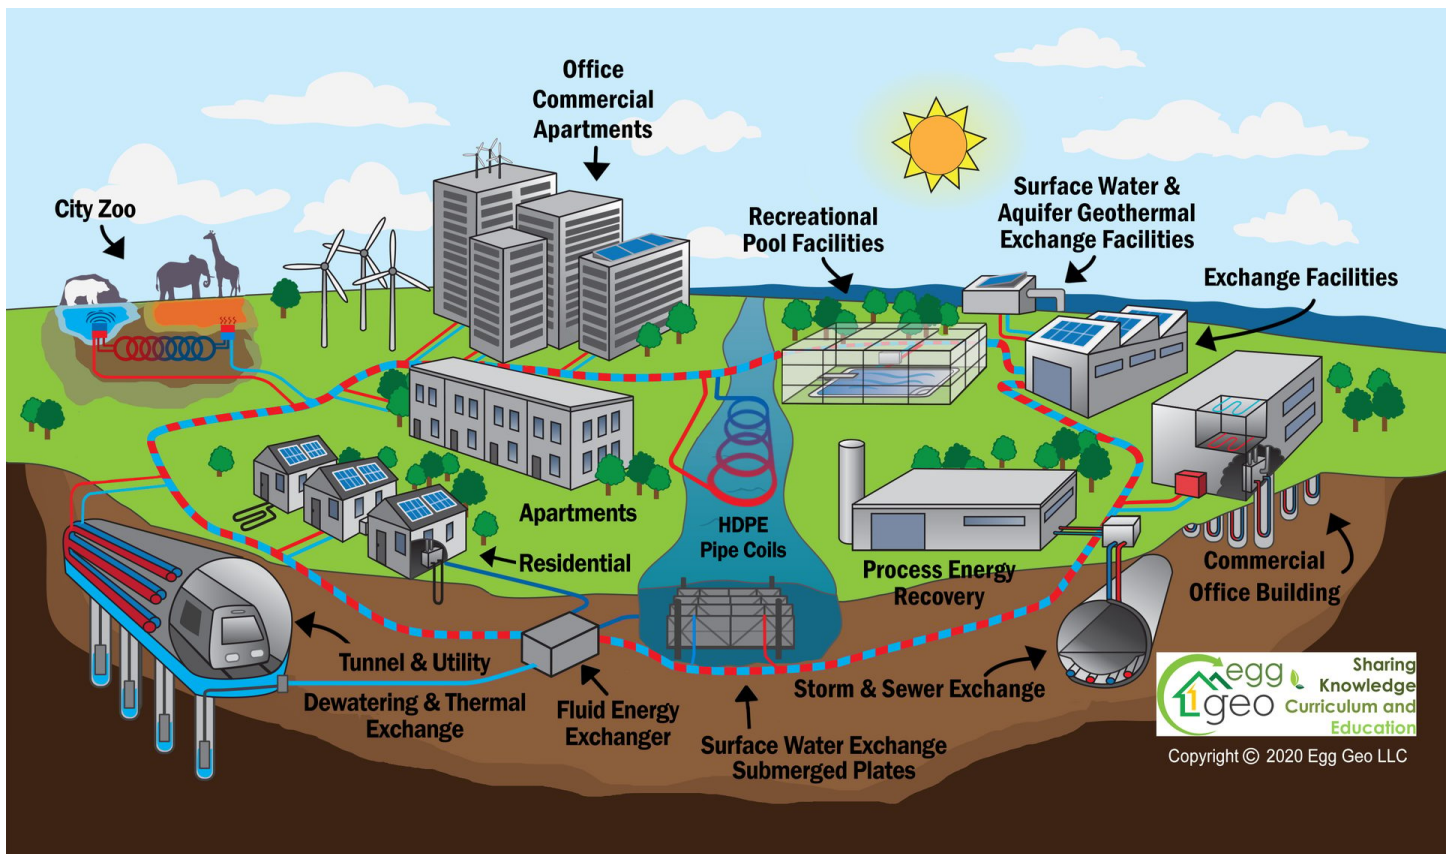 Office
Commercial
Apartments
City Zoo
Recreational
Pool Facilities
Surface Water &
Aquifer Geothermal
Exchange Facilities
Exchange Facilities
Apartments
Residential
HDPE
Pipe Coils
Process Energy
Recovery
Commercial
Office Building
Tunnel & Utility
Dewatering & Thermal
Exchange
Fluid Energy
Exchanger
Storm & Sewer Exchange
Surface Water Exchange
Submerged Plates
egg
geo
Sharing
Knowledge
Curriculum and
Education
Copyright © 2020 Egg Geo LLC